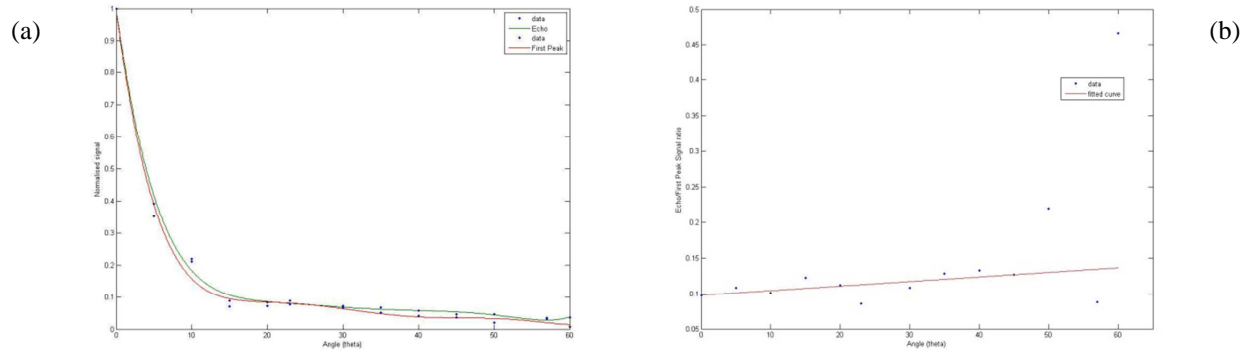 (a)
1
0.9
0.8
0.7
0.6
0.5
0.4
0.3
0.2
0.1
0
Normalised signal
0
10
20
30
40
50
60
Angle (theta)
data
Echo
data
First Peak
0.5
0.45
0.4
0.35
0.3
0.25
0.2
0.15
0.1
0.05
Echo/First Peak Signal ratio
0
10
20
30
40
50
60
Angle (theta)
data
fitted curve
(b)